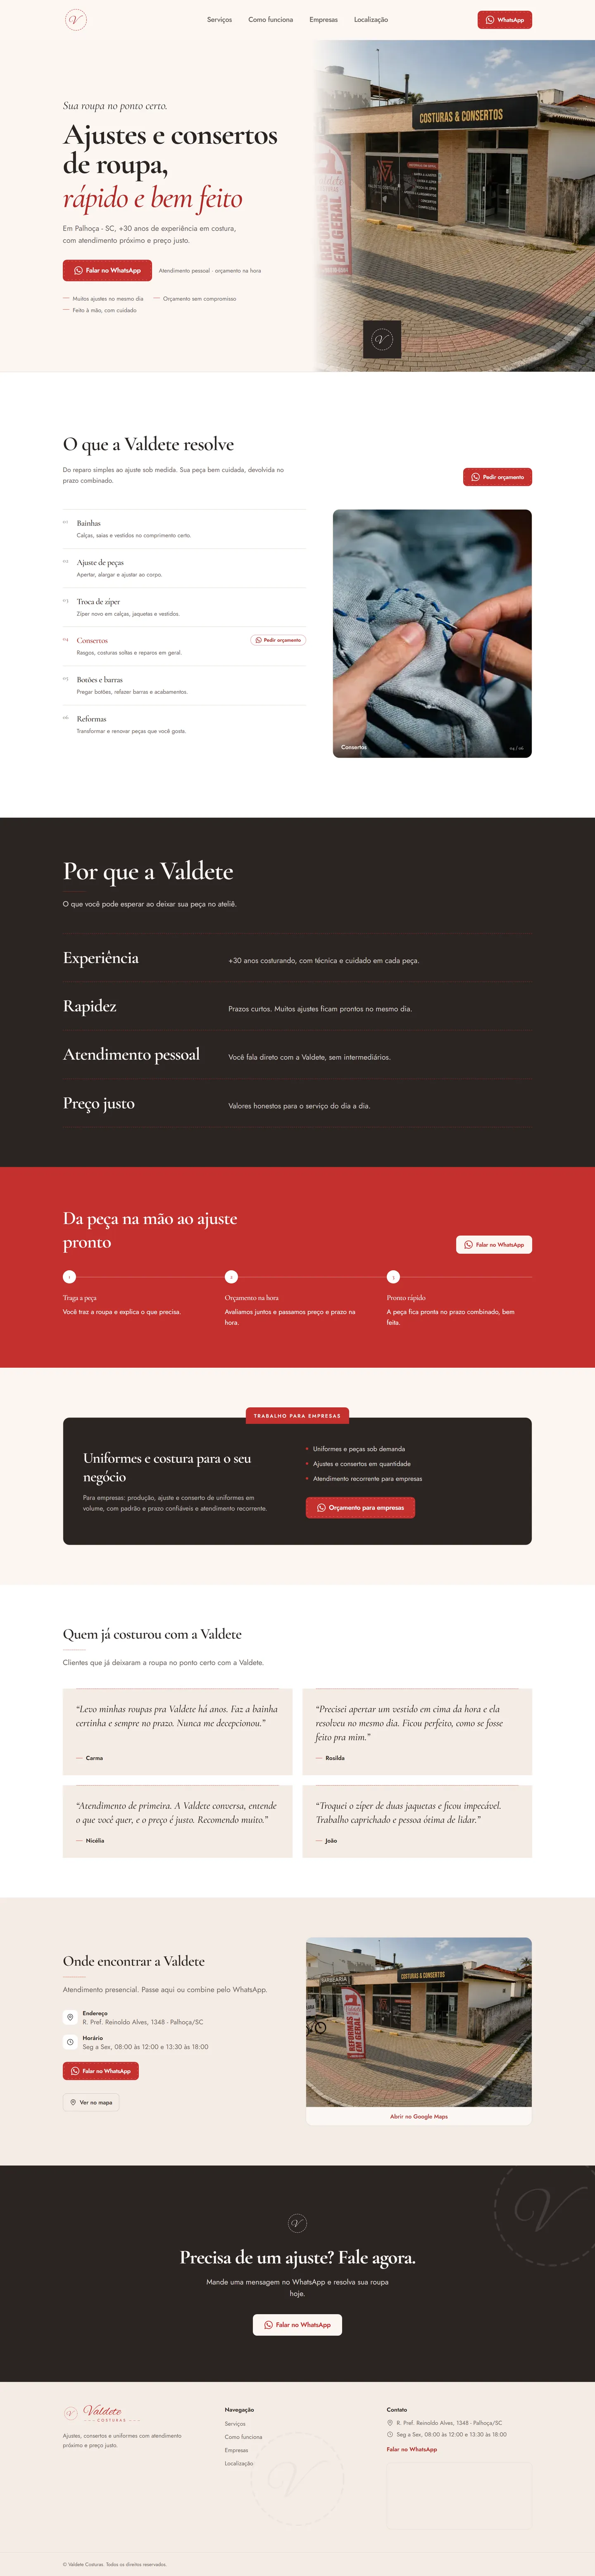 V
Serviços
Como funciona
Empresas
Localização
WhatsApp
Sua roupa no ponto certo.
Ajustes e consertos
de roupa,
rápido e bem feito
Em Palhoça - SC, +30 anos de experiência em costura,
com atendimento próximo e preço justo.
Falar no WhatsApp
Atendimento pessoal · orçamento na hora
Muitos ajustes no mesmo dia
Orçamento sem compromisso
Feito à mão, com cuidado
COSTURAS & CONSERTOS
V
O que a Valdete resolve
Do reparo simples ao ajuste sob medida. Sua peça bem cuidada, devolvida no
prazo combinado.
Pedir orçamento
01
Bainhas
Calças, saias e vestidos no comprimento certo.
02
Ajuste de peças
Apertar, alargar e ajustar ao corpo.
03
Troca de zíper
Zíper novo em calças, jaquetas e vestidos.
04
Consertos
Pedir orçamento
Rasgos, costuras soltas e reparos em geral.
05
Botões e barras
Pregar botões, refazer barras e acabamentos.
06
Reformas
Transformar e renovar peças que você gosta.
Consertos
04 / 06
Por que a Valdete
O que você pode esperar ao deixar sua peça no ateliê.
Experiência
+30 anos costurando, com técnica e cuidado em cada peça.
Rapidez
Prazos curtos. Muitos ajustes ficam prontos no mesmo dia.
Atendimento pessoal
Você fala direto com a Valdete, sem intermediários.
Preço justo
Valores honestos para o serviço do dia a dia.
Da peça na mão ao ajuste
pronto
Falar no WhatsApp
1
2
3
Traga a peça
Você traz a roupa e explica o que precisa.
Orçamento na hora
Avaliamos juntos e passamos preço e prazo na
hora.
Pronto rápido
A peça fica pronta no prazo combinado, bem
feita.
TRABALHO PARA EMPRESAS
Uniformes e costura para o seu
negócio
Para empresas: produção, ajuste e conserto de uniformes em
volume, com padrão e prazo confiáveis e atendimento recorrente.
Uniformes e peças sob demanda
Ajustes e consertos em quantidade
Atendimento recorrente para empresas
Orçamento para empresas
Quem já costurou com a Valdete
Clientes que já deixaram a roupa no ponto certo com a Valdete.
“Levo minhas roupas pra Valdete há anos. Faz a bainha
certinha e sempre no prazo. Nunca me decepcionou.”
Carma
“Precisei apertar um vestido em cima da hora e ela
resolveu no mesmo dia. Ficou perfeito, como se fosse
feito pra mim.”
Rosilda
“Atendimento de primeira. A Valdete conversa, entende
o que você quer, e o preço é justo. Recomendo muito.”
Nicélia
“Troquei o zíper de duas jaquetas e ficou impecável.
Trabalho caprichado e pessoa ótima de lidar.”
João
Onde encontrar a Valdete
Atendimento presencial. Passe aqui ou combine pelo WhatsApp.
Endereço
R. Pref. Reinoldo Alves, 1348 - Palhoça/SC
Horário
Seg a Sex, 08:00 às 12:00 e 13:30 às 18:00
Falar no WhatsApp
Ver no mapa
BARBEARIA
COSTURAS & CONSERTOS
REFORMAS
EM GERAL
Abrir no Google Maps
V
Precisa de um ajuste? Fale agora.
Mande uma mensagem no WhatsApp e resolva sua roupa
hoje.
Falar no WhatsApp
V
Valdete
COSTURAS
Ajustes, consertos e uniformes com atendimento
próximo e preço justo.
Navegação
Serviços
Como funciona
Empresas
Localização
Contato
R. Pref. Reinoldo Alves, 1348 - Palhoça/SC
Seg a Sex, 08:00 às 12:00 e 13:30 às 18:00
Falar no WhatsApp
© Valdete Costuras. Todos os direitos reservados.